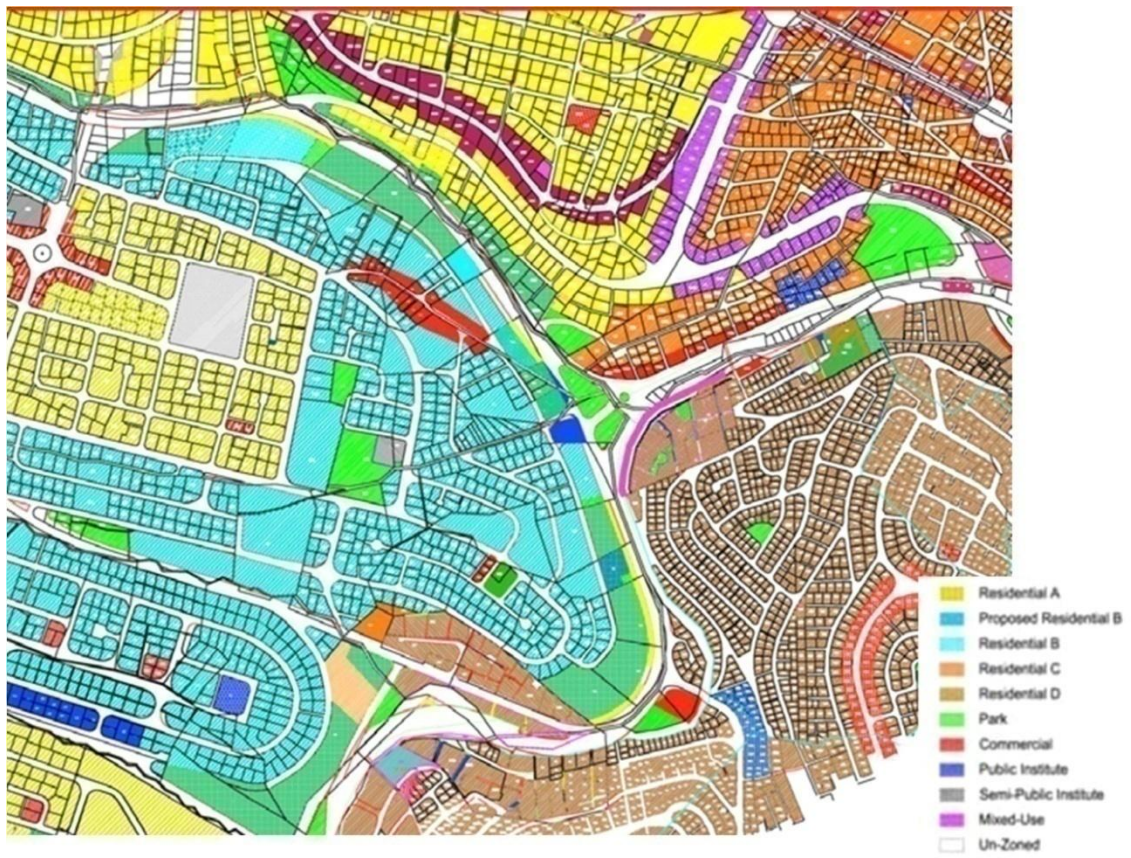 Residential A
Proposed Residential B
Residential B
Residential C
Residential D
Park
Commercial
Public Institute
Semi-Public Institute
Mixed-Use
Un-Zoned